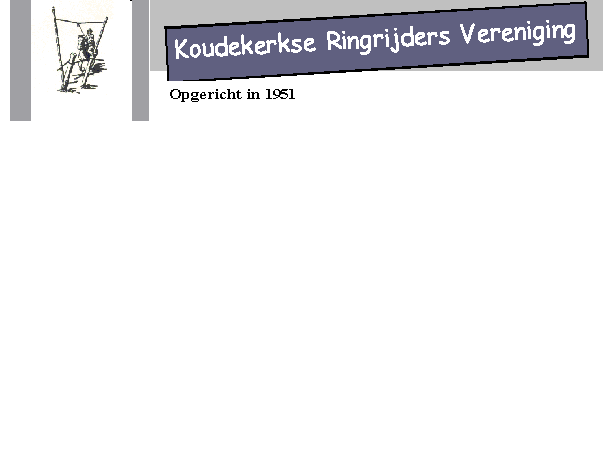 Koudekerkse Ringrijders Vereniging
Opgericht in 1951